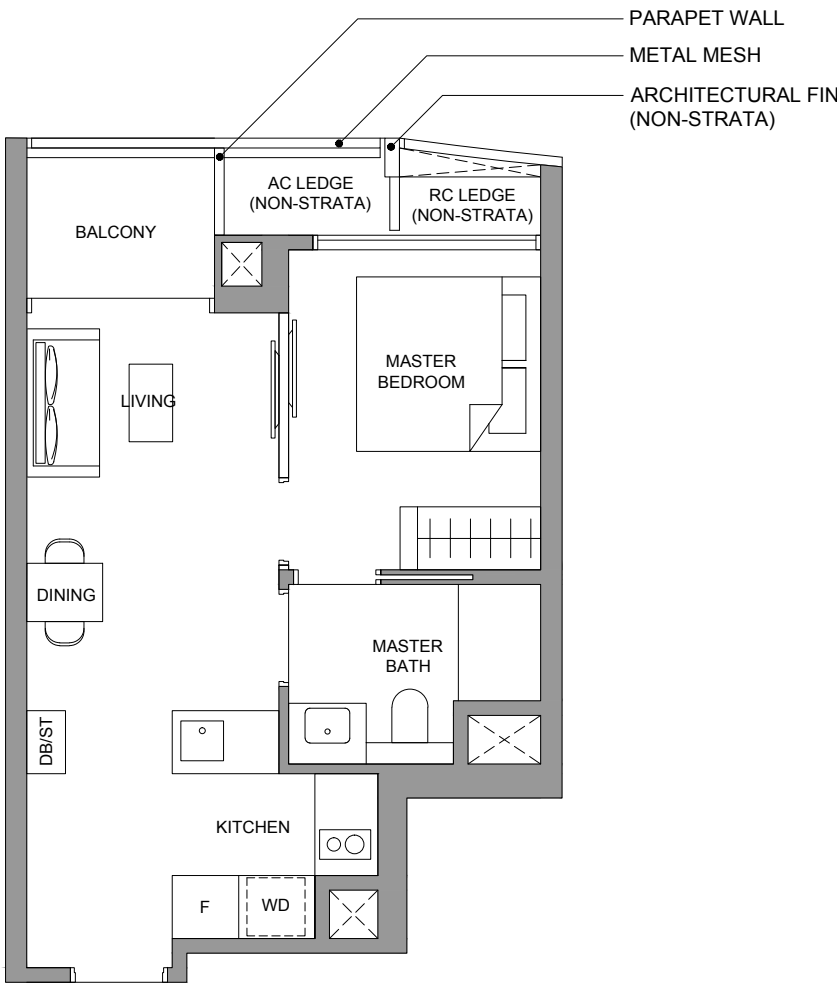 PARAPET WALL
METAL MESH
ARCHITECTURAL FIN
(NON-STRATA)
AC LEDGE
(NON-STRATA)
RC LEDGE
(NON-STRATA)
BALCONY
MASTER
BEDROOM
LIVING
DINING
MASTER
BATH
DB/ST
KITCHEN
F
WD